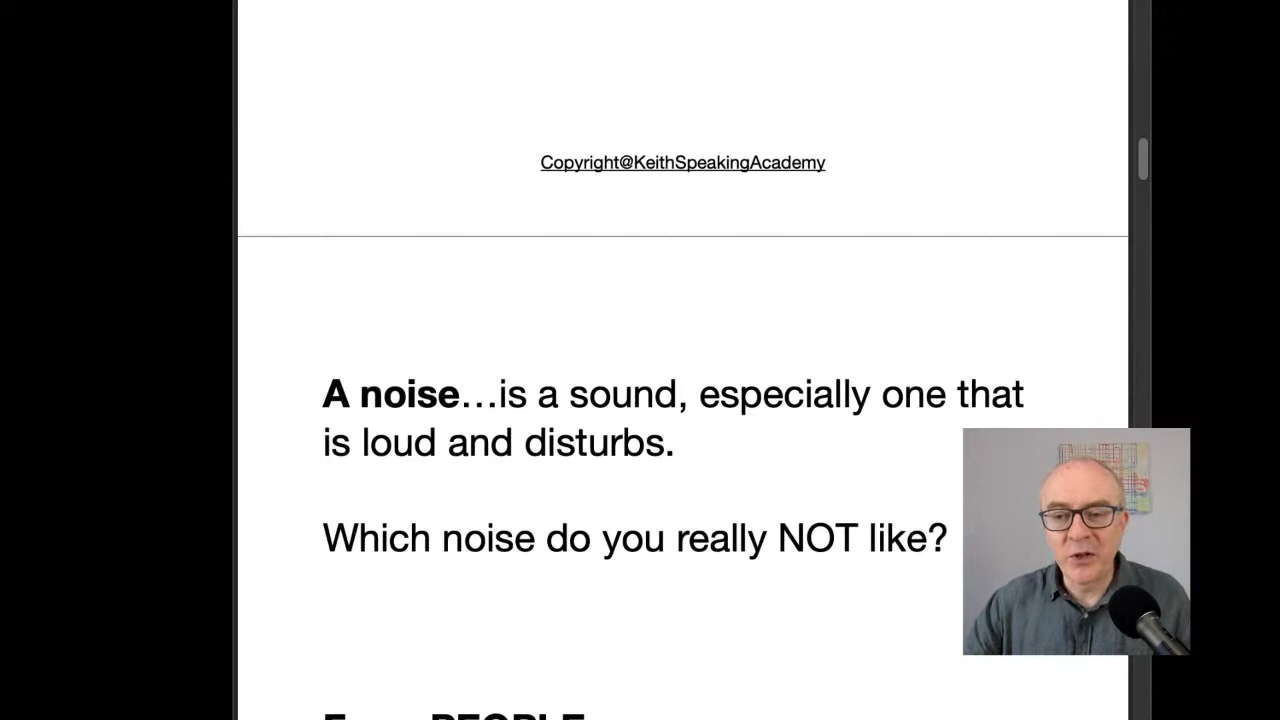 Copyright@KeithSpeakingAcademy
A noise…is a sound, especially one that
is loud and disturbs.
Which noise do you really NOT like?
PEOPLE